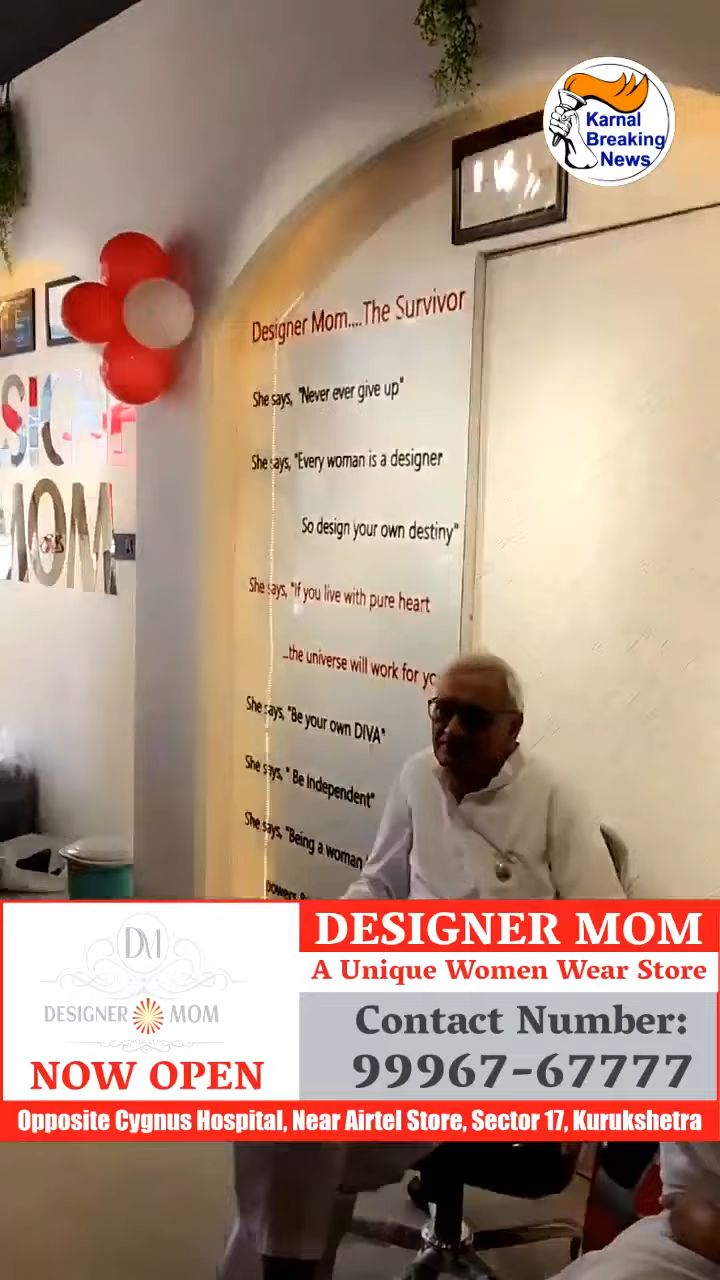 Karnal
Breaking
News
Designer Mom....The Survivor
She says, "Never ever give up"
She says, "Every woman is a designer
So design your own destiny"
She says, "If you live with pure heart
...the universe will work for
She says, "Be your own DIVA"
She says, " Be Independent"
She says, "Being a woman
powers
MOM
DM
DESIGNER MOM
NOW OPEN
DESIGNER MOM
A Unique Women Wear Store
Contact Number:
99967-67777
Opposite Cygnus Hospital, Near Airtel Store, Sector 17, Kurukshetra